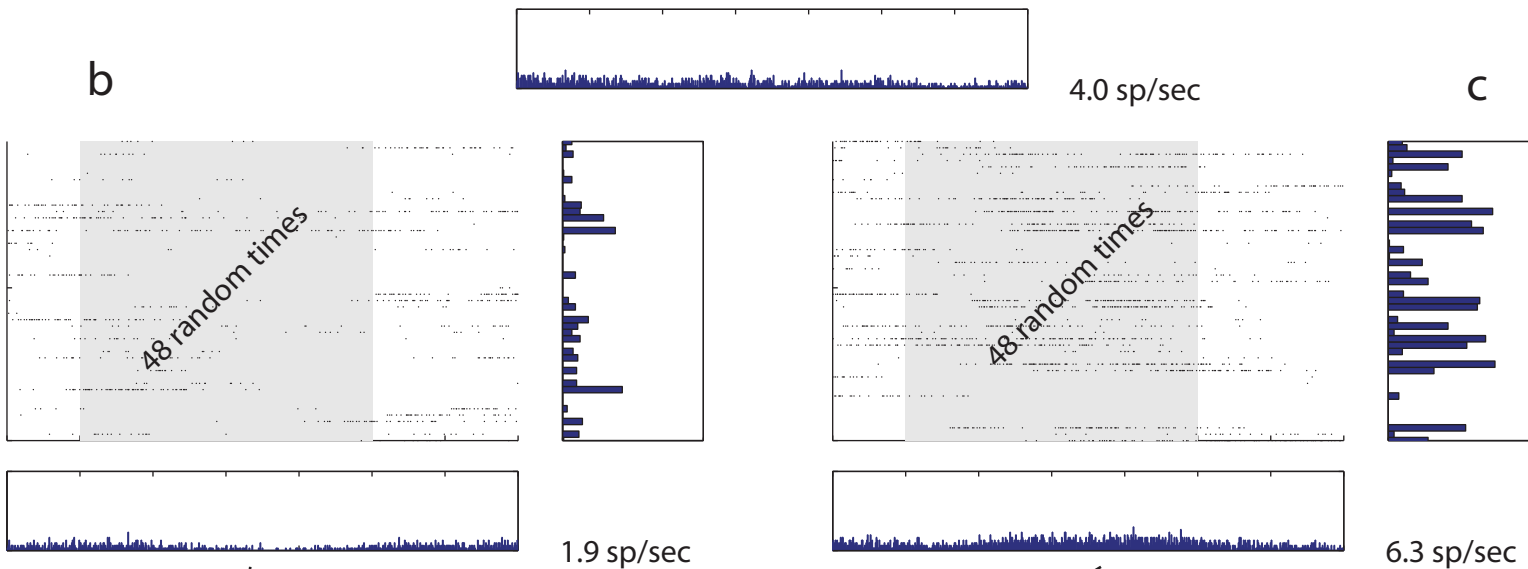 b
4.0 sp/sec
c
48 random times
48 random times
1.9 sp/sec
6.3 sp/sec